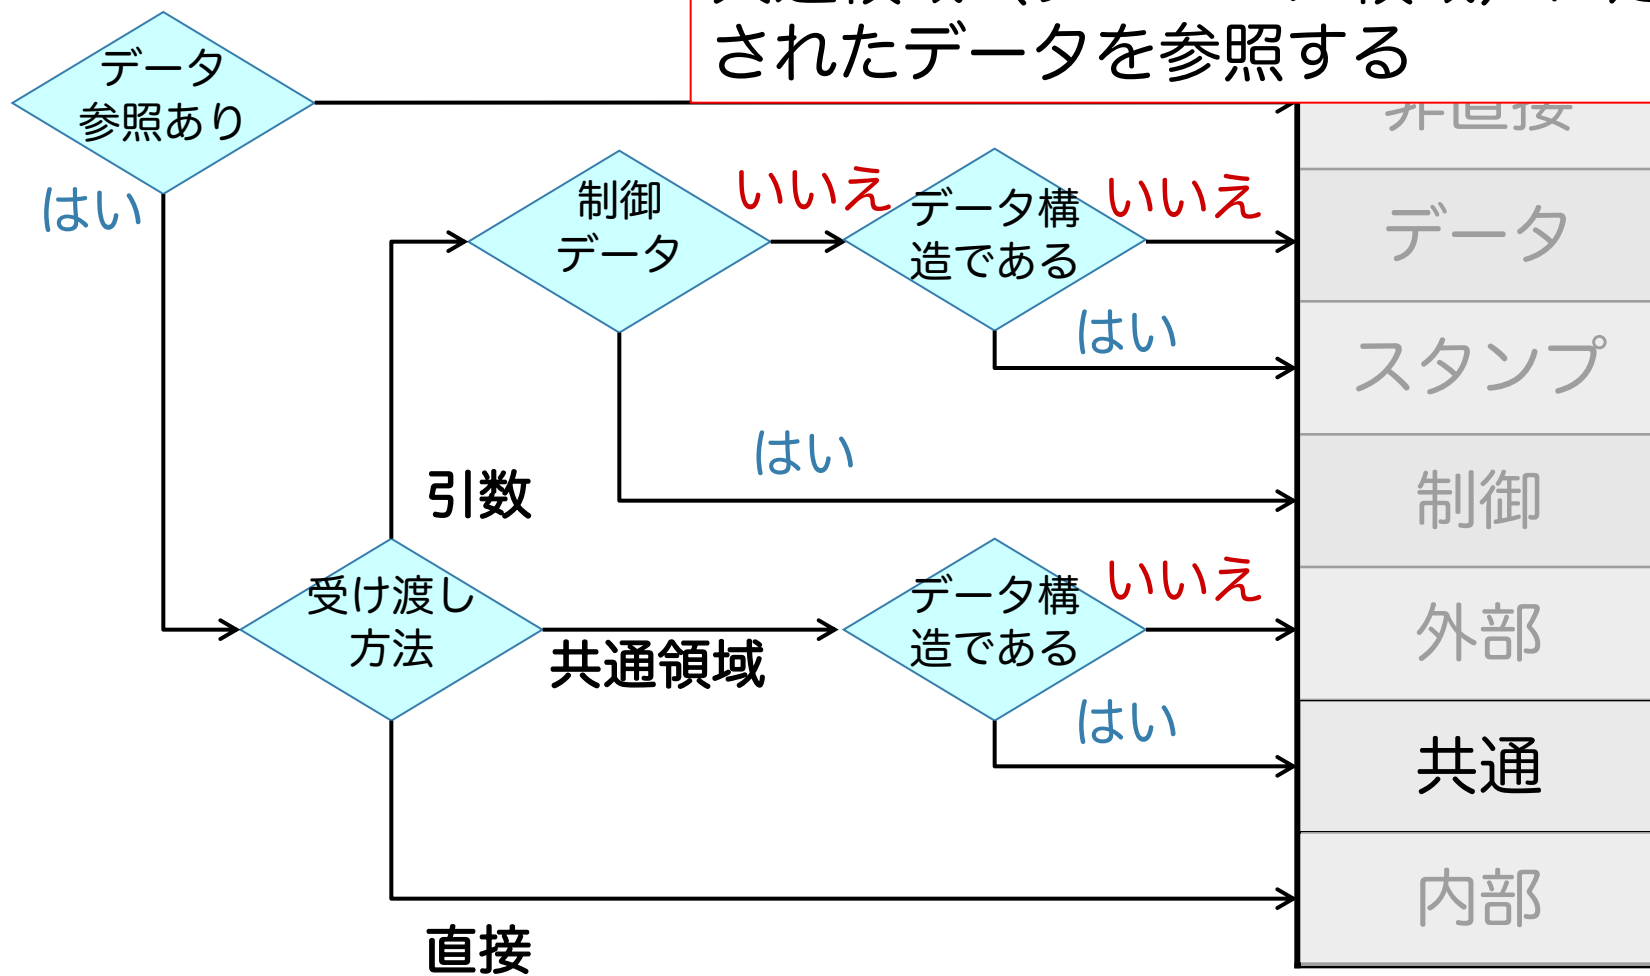 されたデータを参照する
データ
参照あり
はい
非直接
制御
データ
いいえ
データ構
造である
いいえ
データ
はい
スタンプ
はい
引数
制御
受け渡し
方法
共通領域
データ構
造である
いいえ
外部
はい
共通
直接
内部